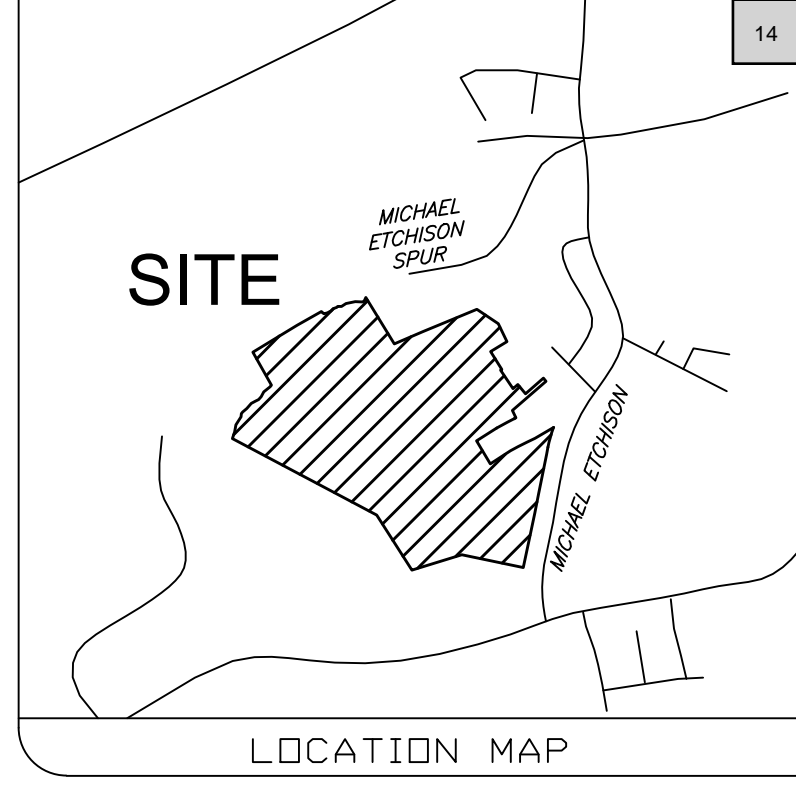 14
MICHAEL
ETCHISON
SPUR
SITE
MICHAEL ETCHISON
LOCATION MAP